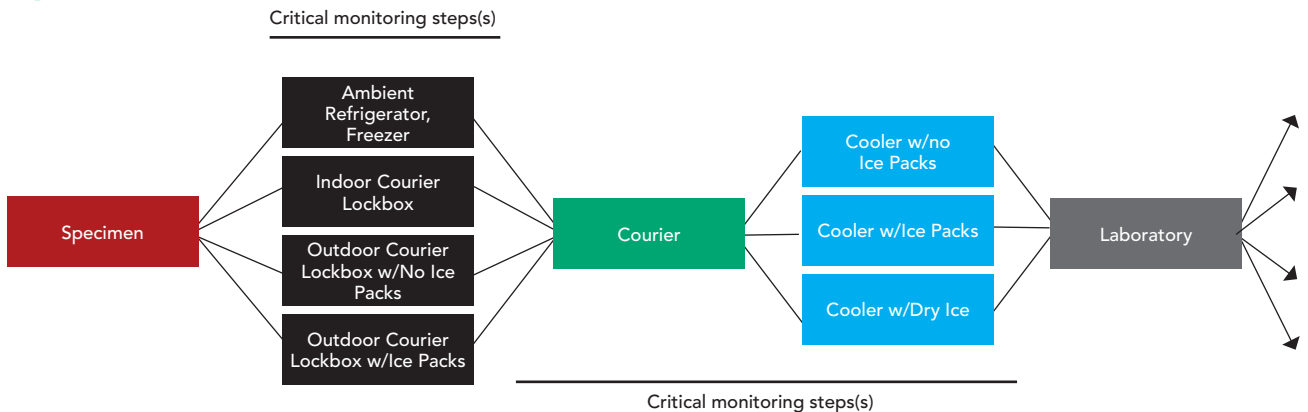 Critical monitoring steps(s)
Ambient
Refrigerator,
Freezer
Indoor Courier
Lockbox
Outdoor Courier
Lockbox w/No Ice
Packs
Outdoor Courier
Lockbox w/Ice Packs
Specimen
Courier
Cooler w/no
Ice Packs
Cooler w/Ice Packs
Cooler w/Dry Ice
Laboratory
Critical monitoring steps(s)